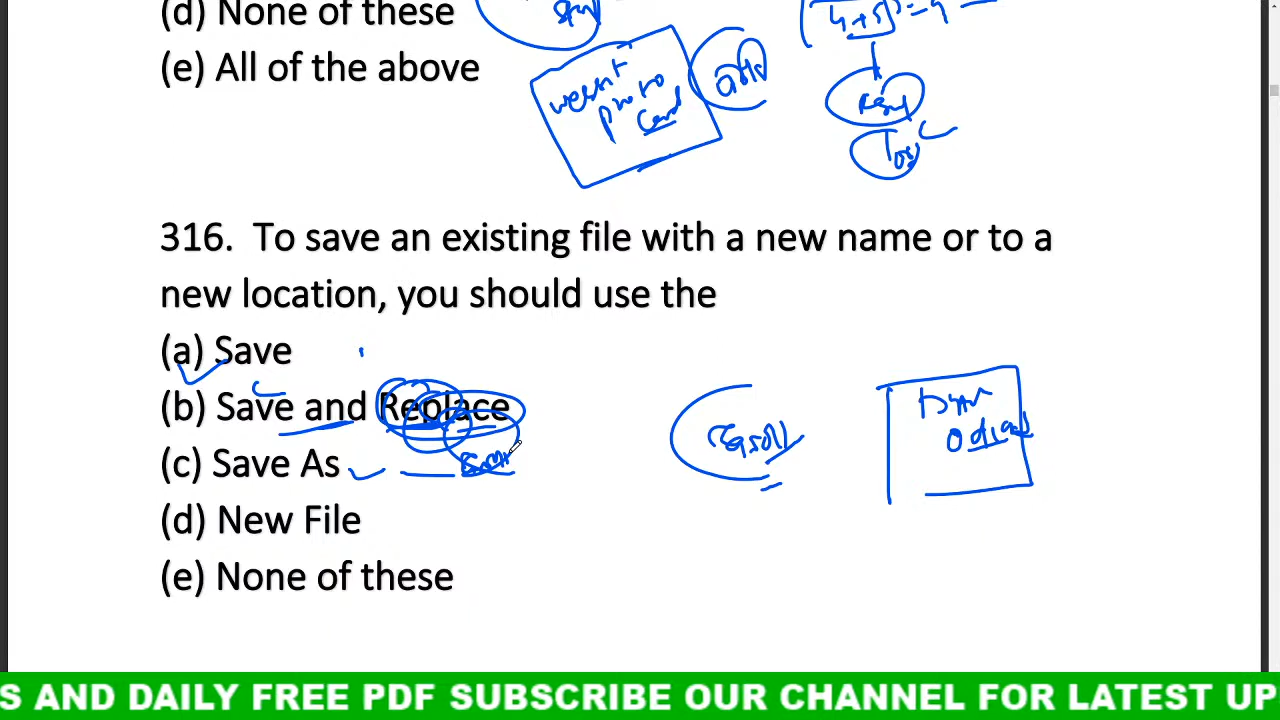 (d) None of these
(e) All of the above
316. To save an existing file with a new name or to a
new location, you should use the
(a) Save
(b) Save and Replace
(c) Save As
(d) New File
(e) None of these
S AND DAILY FREE PDF SUBSCRIBE OUR CHANNEL FOR LATEST UP